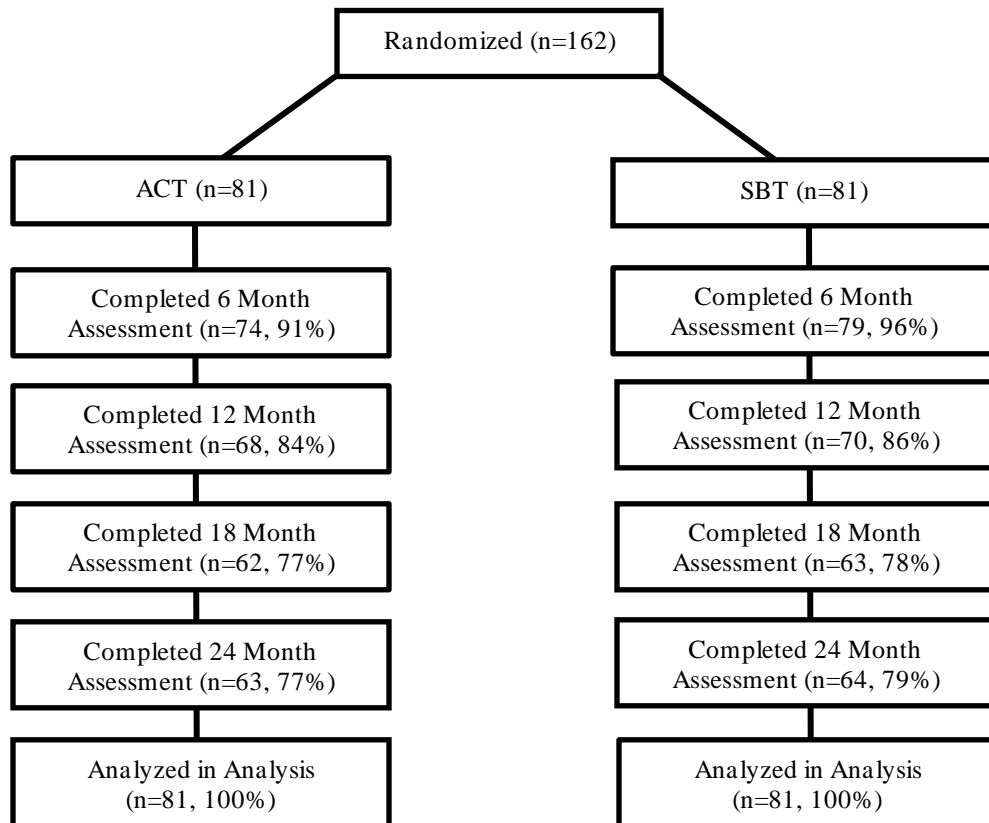 Randomized (n=162)
ACT (n=81)
Completed 6 Month
Assessment (n=74, 91%)
Completed 12 Month
Assessment (n=68, 84%)
Completed 18 Month
Assessment (n=62, 77%)
Completed 24 Month
Assessment (n=63, 77%)
Analyzed in Analysis
(n=81, 100%)
SBT (n=81)
Completed 6 Month
Assessment (n=79, 96%)
Completed 12 Month
Assessment (n=70, 86%)
Completed 18 Month
Assessment (n=63, 78%)
Completed 24 Month
Assessment (n=64, 79%)
Analyzed in Analysis
(n=81, 100%)